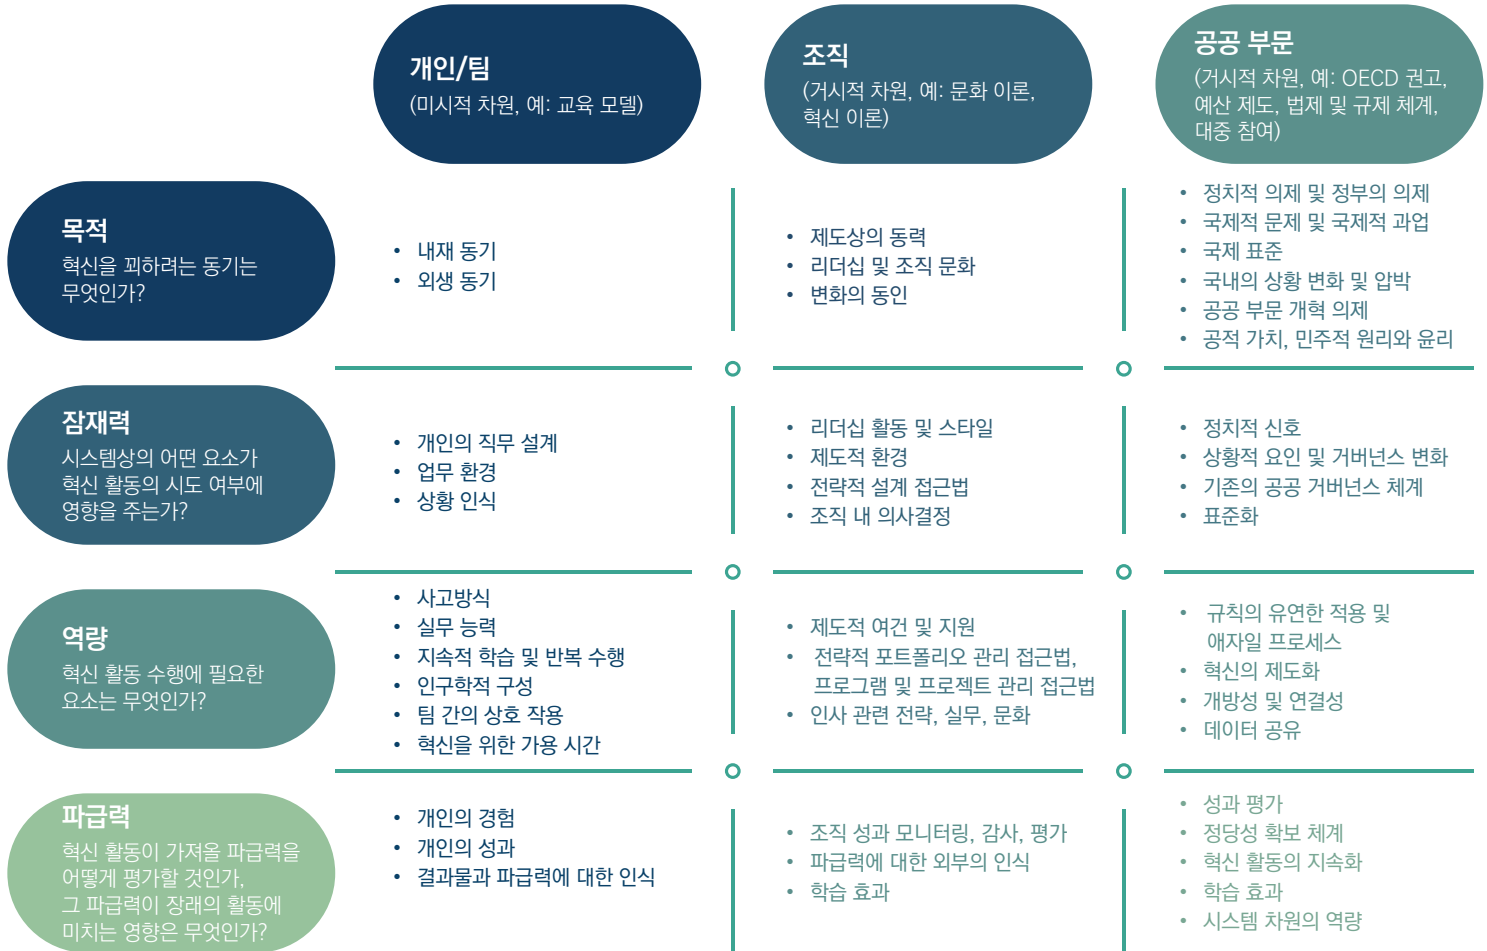 개인/팀
(미시적 차원, 예: 교육 모델)
조직
(거시적 차원, 예: 문화 이론,
혁신 이론)
공공 부문
(거시적 차원, 예: OECD 권고,
예산 제도, 법제 및 규제 체계,
대중 참여)
목적
혁신을 꾀하려는 동기는
무엇인가?
• 내재 동기
• 외생 동기
• 제도상의 동력
• 리더십 및 조직 문화
• 변화의 동인
• 정치적 의제 및 정부의 의제
• 국제적 문제 및 국제적 과업
• 국제 표준
• 국내의 상황 변화 및 압박
• 공공 부문 개혁 의제
• 공적 가치, 민주적 원리와 윤리
잠재력
시스템상의 어떤 요소가
혁신 활동의 시도 여부에
영향을 주는가?
• 개인의 직무 설계
• 업무 환경
• 상황 인식
• 리더십 활동 및 스타일
• 제도적 환경
• 전략적 설계 접근법
• 조직 내 의사결정
• 정치적 신호
• 상황적 요인 및 거버넌스 변화
• 기존의 공공 거버넌스 체계
• 표준화
역량
혁신 활동 수행에 필요한
요소는 무엇인가?
• 사고방식
• 실무 능력
• 지속적 학습 및 반복 수행
• 인구학적 구성
• 팀 간의 상호 작용
• 혁신을 위한 가용 시간
• 제도적 여건 및 지원
• 전략적 포트폴리오 관리 접근법,
프로그램 및 프로젝트 관리 접근법
• 인사 관련 전략, 실무, 문화
• 규칙의 유연한 적용 및
애자일 프로세스
• 혁신의 제도화
• 개방성 및 연결성
• 데이터 공유
파급력
혁신 활동이 가져올 파급력을
어떻게 평가할 것인가,
그 파급력이 장래의 활동에
미치는 영향은 무엇인가?
• 개인의 경험
• 개인의 성과
• 결과물과 파급력에 대한 인식
• 조직 성과 모니터링, 감사, 평가
• 파급력에 대한 외부의 인식
• 학습 효과
• 성과 평가
• 정당성 확보 체계
• 혁신 활동의 지속화
• 학습 효과
• 시스템 차원의 역량